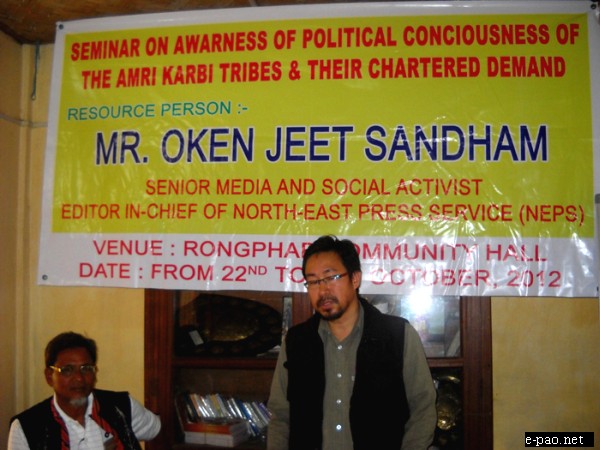 SEMINAR ON AWARNESS OF POLITICAL CONCIOUSNESS OF
THE AMRI KARBI TRIBES & THEIR CHARTERED DEMAND
RESOURCE PERSON :-
MR. OKEN JEET SANDHAM
SENIOR MEDIA AND SOCIAL ACTIVIST
EDITOR IN-CHIEF OF NORTH-EAST PRESS SERVICE (NEPS)
VENUE : COMMUNITY HALL
DATE : FROM 22ND TO OCTOBER, 2012
e-pao.net